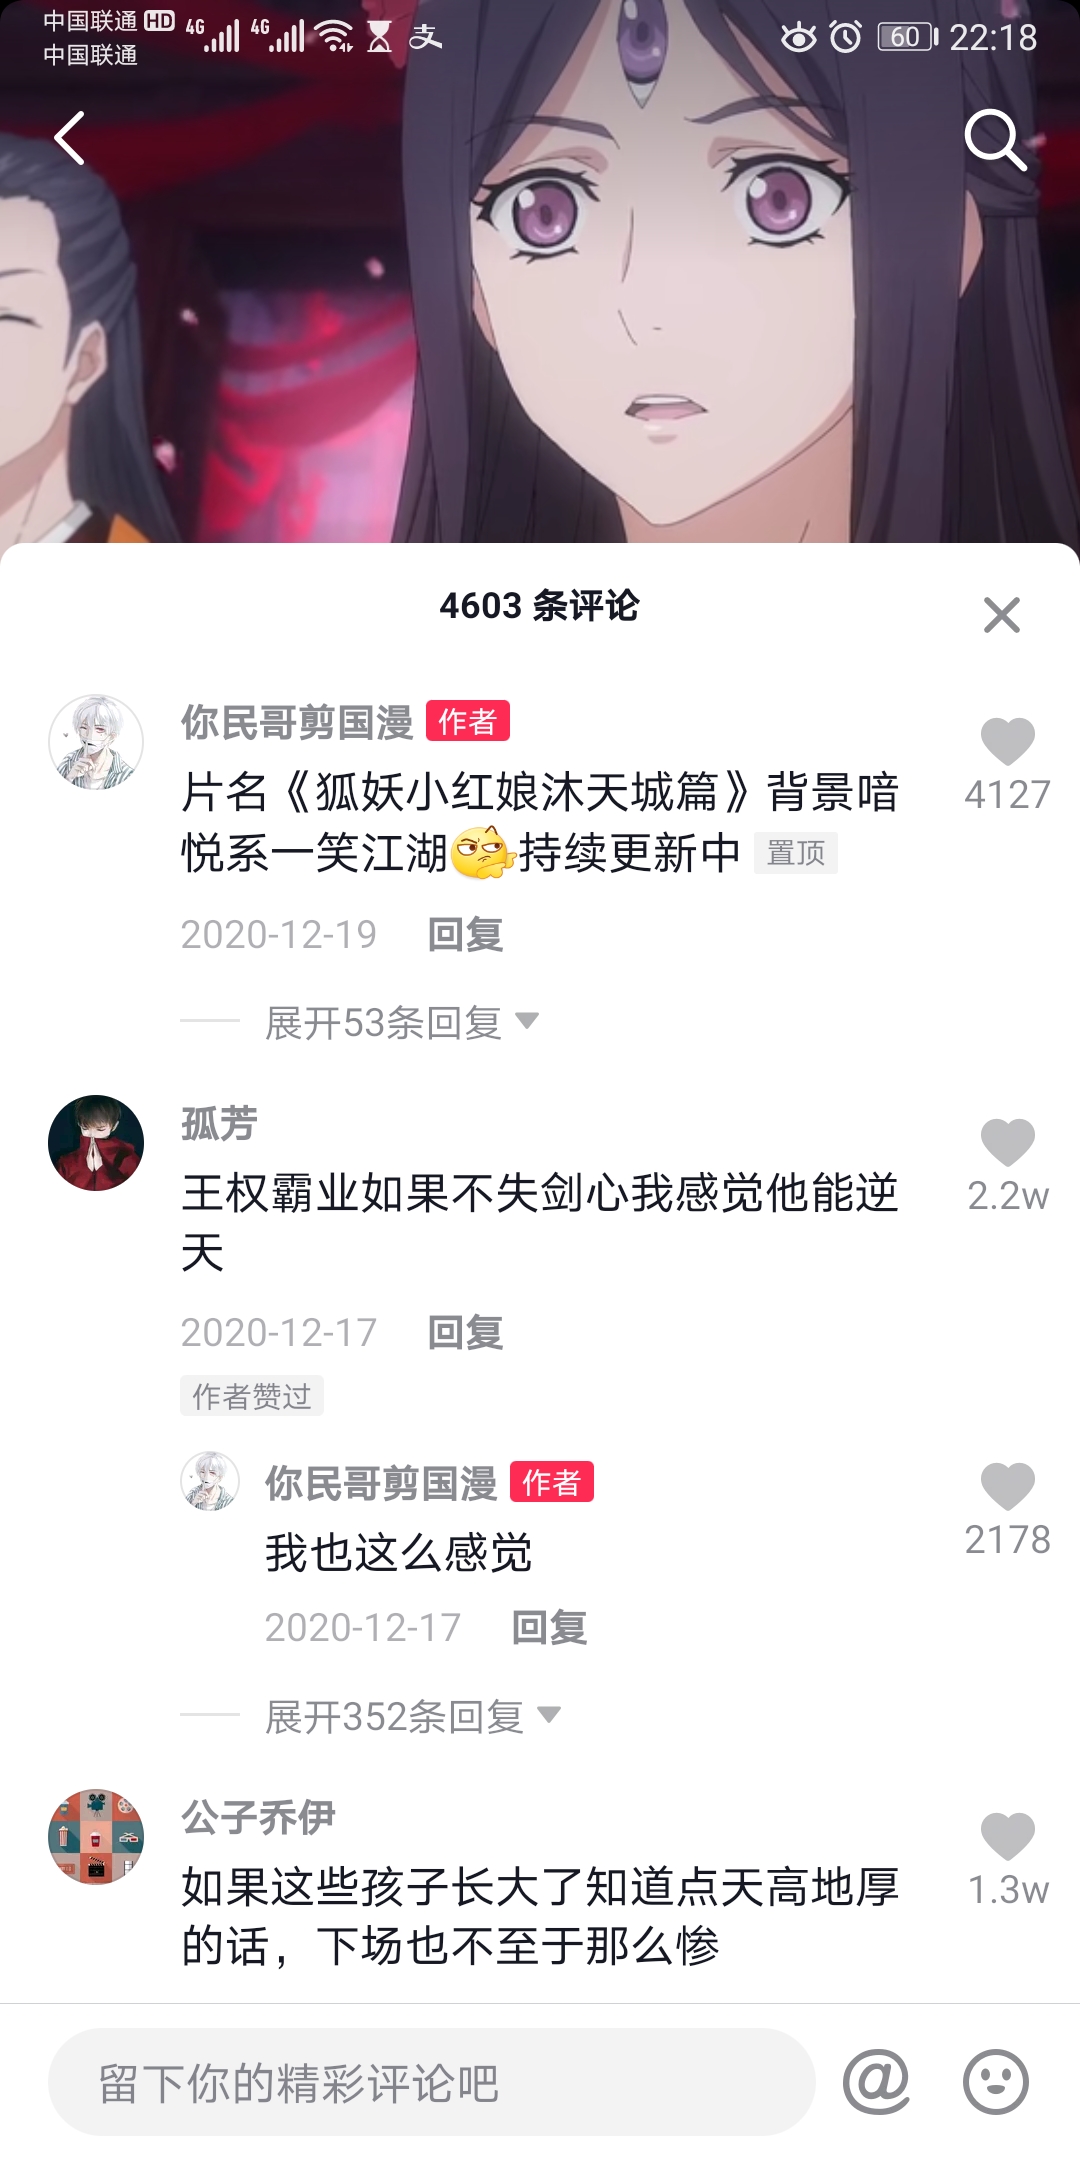 中国联通 HD 4G 4G 支 60 22:18
中国联通
4603 条评论
你民哥剪国漫 作者
片名《狐妖小红娘沐天城篇》背景喑
悦系一笑江湖持续更新中 置顶
4127
2020-12-19 回复
展开53条回复
孤芳
王权霸业如果不失剑心我感觉他能逆
天
2.2w
2020-12-17 回复
作者赞过
你民哥剪国漫 作者
我也这么感觉
2178
2020-12-17 回复
展开352条回复
公子乔伊
如果这些孩子长大了知道点天高地厚
的话，下场也不至于那么惨
1.3w
留下你的精彩评论吧 @